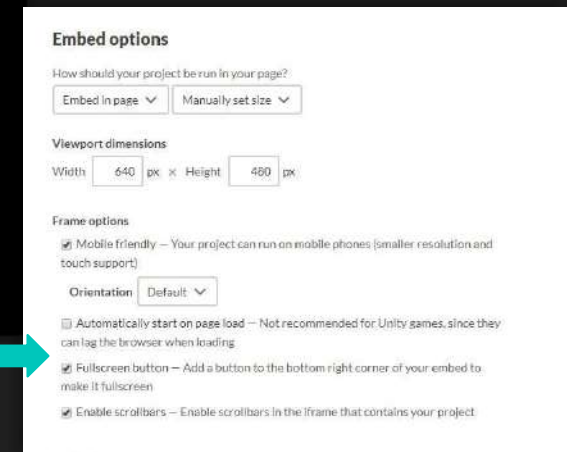 Embed options
How should your project be run in your page?
Embed in page Manually set size
Viewport dimensions
Width 640 px × Height 480 px
Frame options
Mobile friendly — Your project can run on mobile phones (smaller resolution and
touch support)
Orientation Default
Automatically start on page load — Not recommended for Unity games, since they
can lag the browser when loading
Fullscreen button — Add a button to the bottom right corner of your embed to
make it fullscreen
Enable scrollbars — Enable scrollbars in the iframe that contains your project